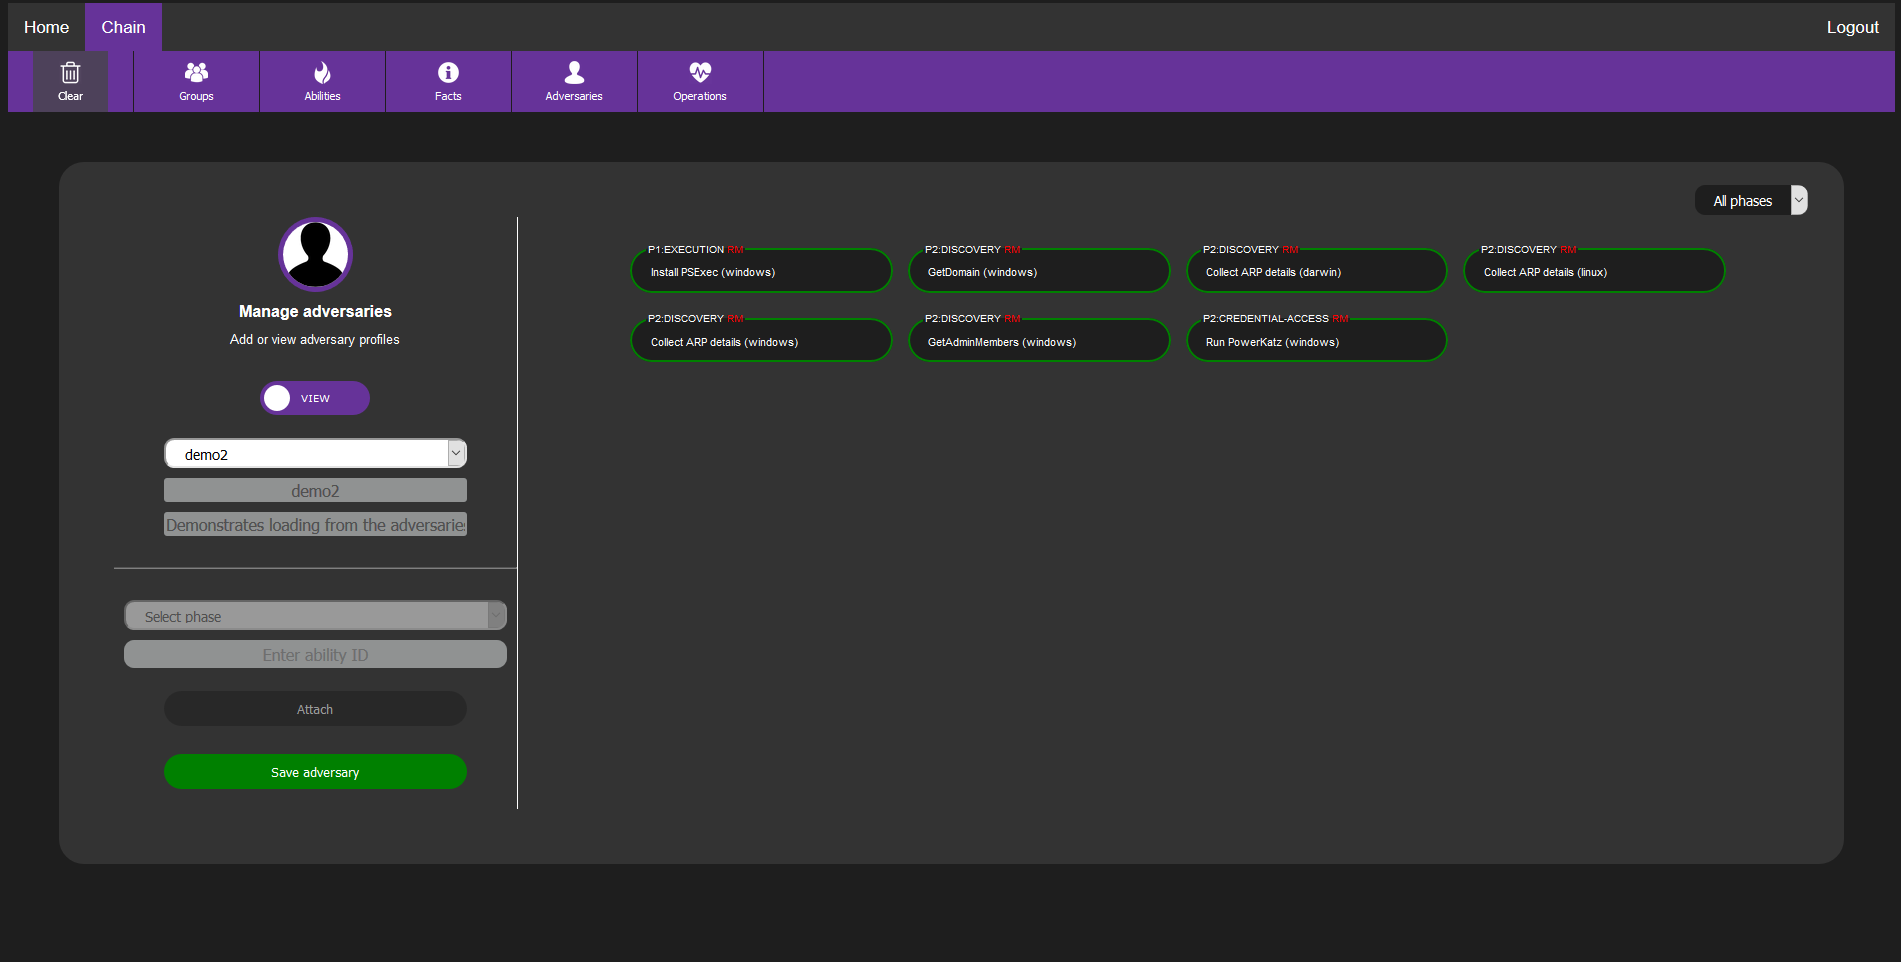 Home Chain Logout
Clear Groups Abilities Facts Adversaries Operations
All phases
Manage adversaries
Add or view adversary profiles
VIEW
demo2
demo2
Demonstrates loading from the adversaries
Select phase
Enter ability ID
Attach
Save adversary
P1:EXECUTION RM
Install PSExec (windows)
P2:DISCOVERY RM
GetDomain (windows)
P2:DISCOVERY RM
Collect ARP details (darwin)
P2:DISCOVERY RM
Collect ARP details (linux)
P2:DISCOVERY RM
Collect ARP details (windows)
P2:DISCOVERY RM
GetAdminMembers (windows)
P2:CREDENTIAL-ACCESS RM
Run PowerKatz (windows)